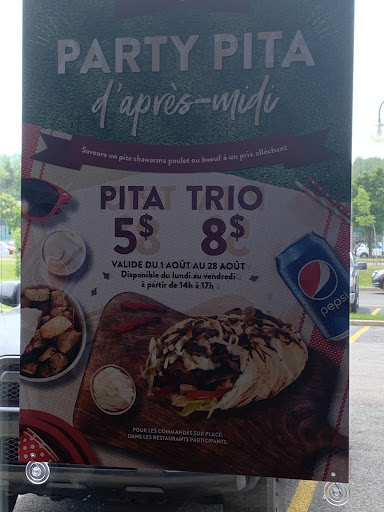 PARTY PITA
d'après-midi
Savoure un pita shawarma poulet ou boeuf à un prix alléchant
PITA TRIO
5$ 8$
VALIDE DU 1 AOÛT AU 28 AOÛT
Disponible du lundi au vendredi
à partir de 14h à 17h
pepsi
POUR LES COMMANDES SUR PLACE,
DANS LES RESTAURANTS PARTICIPANTS.